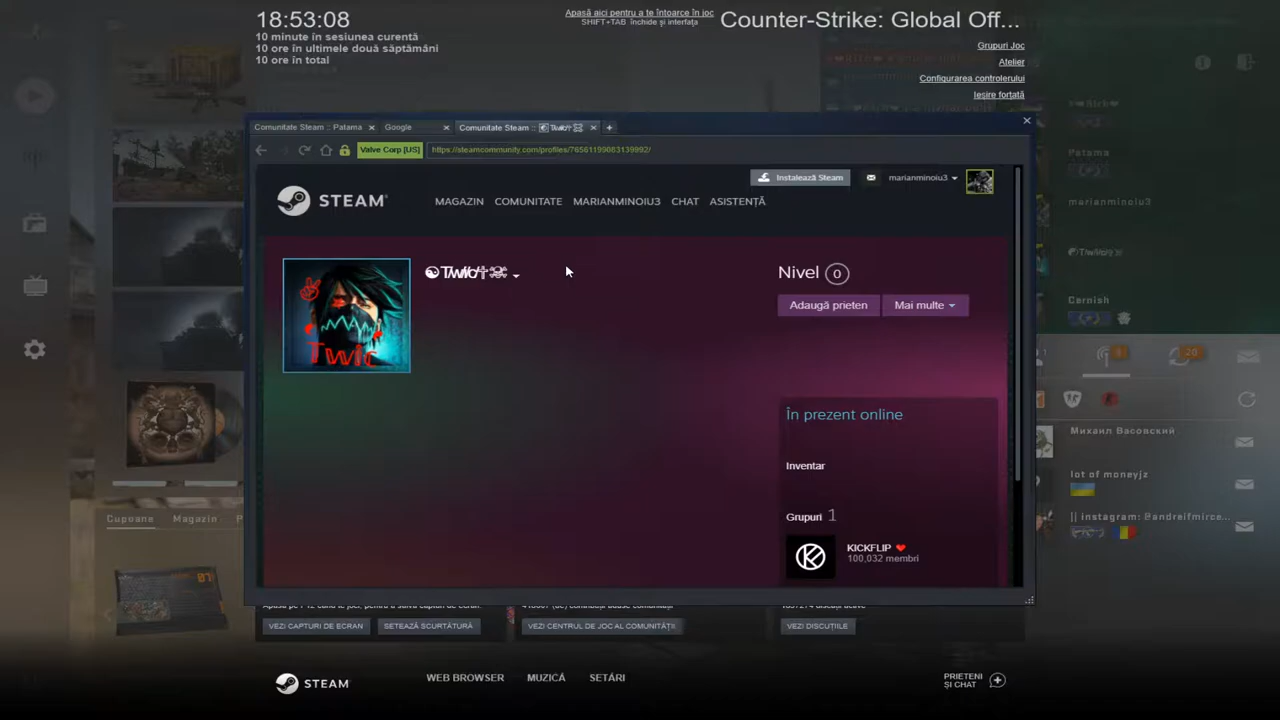 18:53:08
10 minute în sesiunea curentă
10 ore în ultimele două săptămâni
10 ore în total
Apasă aici pentru a te întoarce în joc
SHIFT+TAB închide și interfața
Counter-Strike: Global Off...
Grupuri Joc
Atelier
Configurarea controlerului
Ieșire forțată
Comunitate Steam :: Patama
Google
Comunitate Steam ::
Valve Corp [US]
https://steamcommunity.com/profiles/76561199083139992/
Instalează Steam
marianminoiu3
STEAM
MAGAZIN COMUNITATE MARIANMINOIU3 CHAT ASISTENȚĂ
Nivel 0
Adaugă prieten
Mai multe
Twic
În prezent online
Inventar
Grupuri 1
KICKFLIP
100,032 membri
Patama
marianminoiu3
Cernish
20
Михаил Васовский
lot of moneyjz
|| instagram: @andreifmirce...
Cupoane
Magazin
VEZI CAPTURI DE ECRAN
SETEAZĂ SCURTĂTURĂ
VEZI CENTRUL DE JOC AL COMUNITĂȚII
VEZI DISCUȚIILE
STEAM
WEB BROWSER
MUZICĂ
SETĂRI
PRIETENI
ȘI CHAT